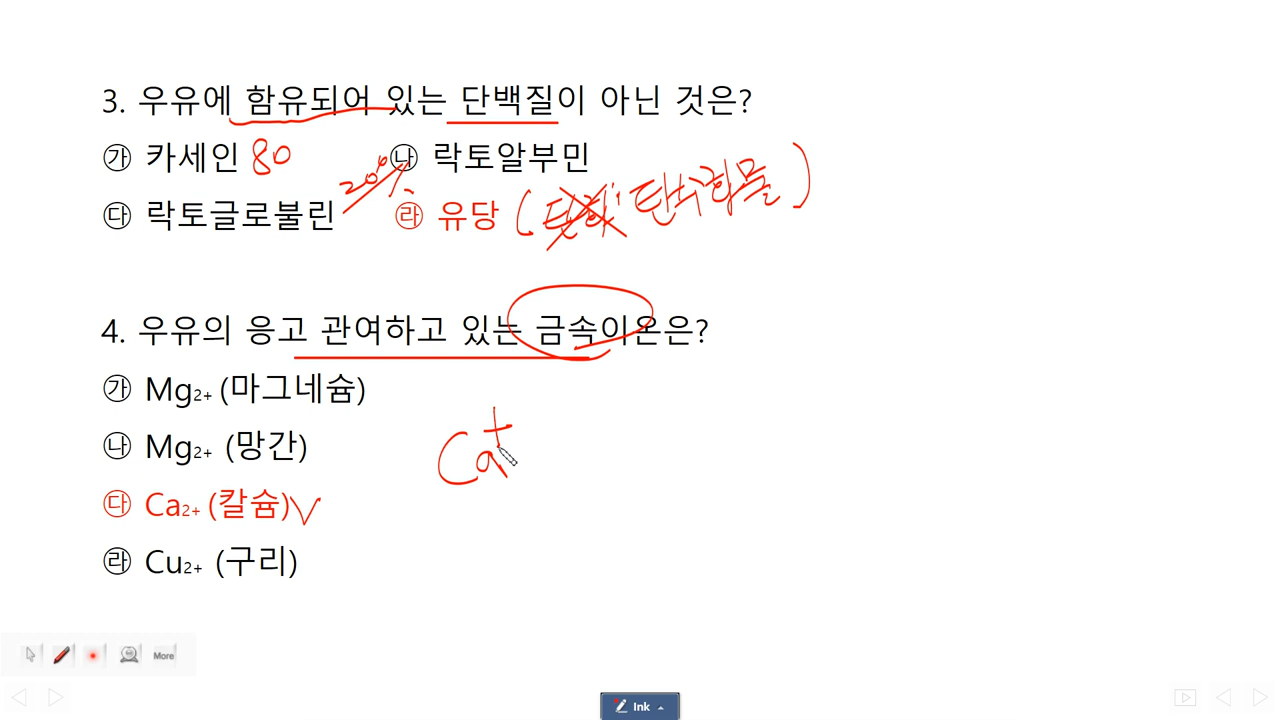 3. 우유에 함유되어 있는 단백질이 아닌 것은?
㉮ 카세인 80 ㉯ 락토알부민
20%
㉰ 락토글로불린 ㉱ 유당 ( 탄수화물 )
4. 우유의 응고 관여하고 있는 금속이온은?
㉮ Mg2+ (마그네슘)
㉯ Mg2+ (망간)
Ca+
㉰ Ca2+ (칼슘)
㉱ Cu2+ (구리)
More
Ink